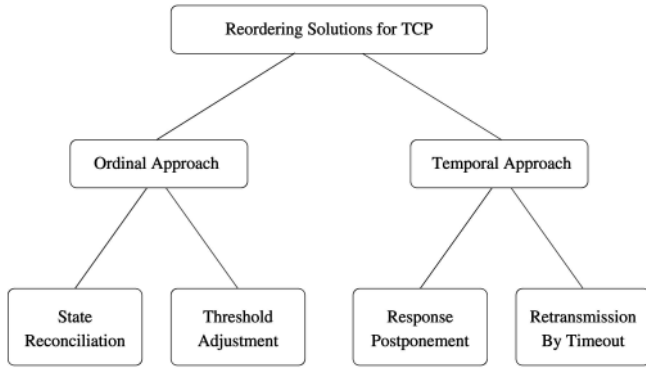 Reordering Solutions for TCP
Ordinal Approach
Temporal Approach
State
Reconciliation
Threshold
Adjustment
Response
Postponement
Retransmission
By Timeout